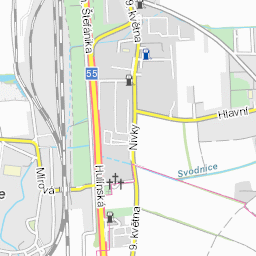 Štefánika
9. května
55
Hlavní
Nivky
Svodnice
Mírová
Hulínská
9. května